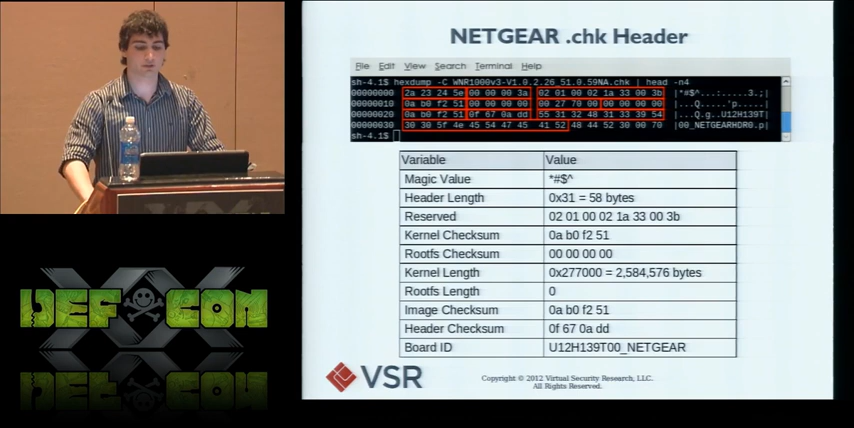 NETGEAR .chk Header
File Edit View Search Terminal Help
sh-4.1$ hexdump -C WNR1000v3-V1.0.2.26_51.0.59NA.chk | head -n4
00000000 2a 23 24 5e 00 00 00 3a 02 01 00 02 1a 33 00 3b |*#$^...:.....3.;|
00000010 0a b0 f2 51 00 00 00 00 00 27 70 00 00 00 00 00 |...Q.....'p.....|
00000020 0a b0 f2 51 0f 67 0a dd 55 31 32 48 31 33 39 54 |...Q.g..U12H139T|
00000030 30 30 5f 4e 45 54 47 45 41 52 48 44 52 30 00 70 |00_NETGEARHDR0.p|
sh-4.1$
Variable Value
Magic Value *#$^
Header Length 0x31 = 58 bytes
Reserved 02 01 00 02 1a 33 00 3b
Kernel Checksum 0a b0 f2 51
Rootfs Checksum 00 00 00 00
Kernel Length 0x277000 = 2,584,576 bytes
Rootfs Length 0
Image Checksum 0a b0 f2 51
Header Checksum 0f 67 0a dd
Board ID U12H139T00_NETGEAR
VSR
Copyright © 2012 Virtual Security Research, LLC.
All Rights Reserved.
XX
DEFCON